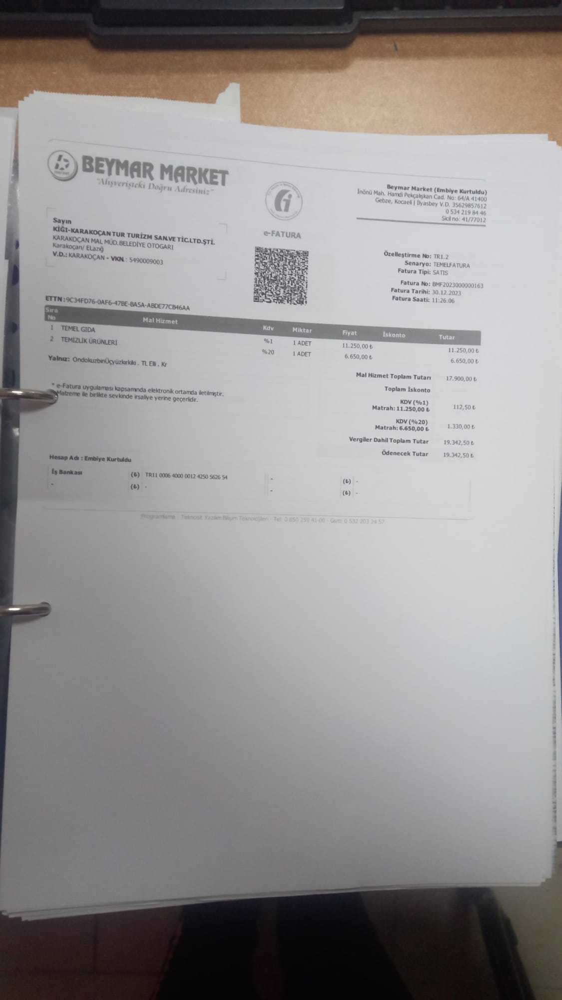 BEYMAR MARKET
"Alışverişteki Doğru Adresiniz"
market
Beymar Market (Embiye Kurtuldu)
İnönü Mah. Hamdi Pekçalışkan Cad. No: 64/A 41400
Gebze, Kocaeli | İlyasbey V.D. 35629857612
0 534 219 84 46
Sicil no: 41/77012
Sayın
KİĞI-KARAKOÇAN TUR TURİZM SAN.VE TİC.LTD.ŞTİ.
KARAKOÇAN MAL MÜD.BELEDİYE OTOGARI
Karakoçan/ ELazığ
V.D.: KARAKOÇAN - VKN.: 5490009003
e-FATURA
Özelleştirme No: TR1.2
Senaryo: TEMELFATURA
Fatura Tipi: SATIS
Fatura No: BMF2023000000163
Fatura Tarihi: 30.12.2023
Fatura Saati: 11:26:06
ETTN :9C34FD76-0AF6-47BE-BA5A-ABDE77CB46AA
Sıra No Mal Hizmet Kdv Miktar Fiyat İskonto Tutar
1 TEMEL GIDA %1 1 ADET 11.250,00 ₺ 11.250,00 ₺
2 TEMİZLİK ÜRÜNLERİ %20 1 ADET 6.650,00 ₺ 6.650,00 ₺
Yalnız: OndokuzbinÜçyüzkırkiki . TL Elli . Kr
Mal Hizmet Toplam Tutarı 17.900,00 ₺
Toplam İskonto
* e-Fatura uygulaması kapsamında elektronik ortamda iletilmiştir.
Malzeme ile birlikte sevkinde irsaliye yerine geçerlidir.
KDV (%1)
Matrah: 11.250,00 ₺ 112,50 ₺
KDV (%20)
Matrah: 6.650,00 ₺ 1.330,00 ₺
Vergiler Dahil Toplam Tutar 19.342,50 ₺
Ödenecek Tutar 19.342,50 ₺
Hesap Adı : Embiye Kurtuldu
İş Bankası (₺) TR11 0006 4000 0012 4250 5626 54 - (₺) -
- (₺) - - (₺) -
Programlama : Teknosit Yazılım Bilişim Teknolojileri - Tel: 0 850 259 41 00 - Gsm: 0 532 203 24 57